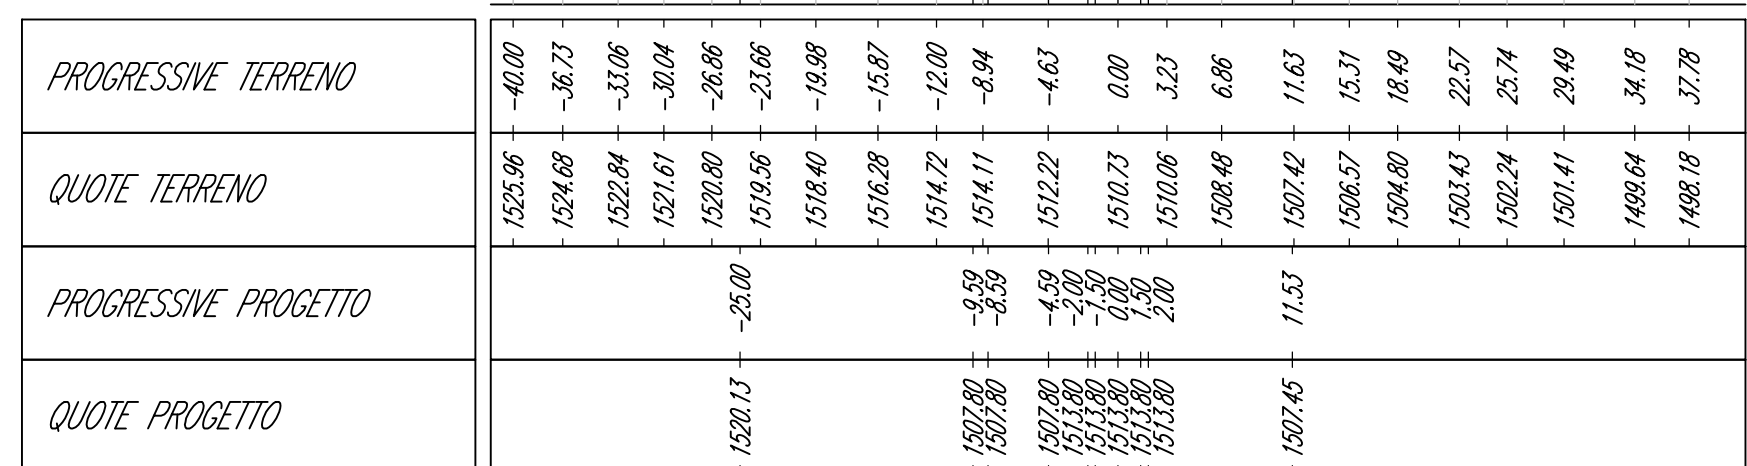 PROGRESSIVE TERRENO -40.00 -36.73 -33.06 -30.04 -26.86 -23.66 -19.98 -15.87 -12.00 -8.94 -4.63 0.00 3.23 6.86 11.63 15.31 18.49 22.57 25.74 29.49 34.18 37.78
QUOTE TERRENO 1525.96 1524.68 1522.84 1521.61 1520.80 1519.56 1518.40 1516.28 1514.72 1514.11 1512.22 1510.73 1510.06 1508.48 1507.42 1506.57 1504.80 1503.43 1502.24 1501.41 1499.64 1498.18
PROGRESSIVE PROGETTO -25.00 -9.59 -8.59 -4.59 -2.00 -1.50 0.00 1.50 2.00 11.53
QUOTE PROGETTO 1520.13 1507.80 1507.80 1507.80 1513.80 1513.80 1513.80 1513.80 1513.80 1507.45